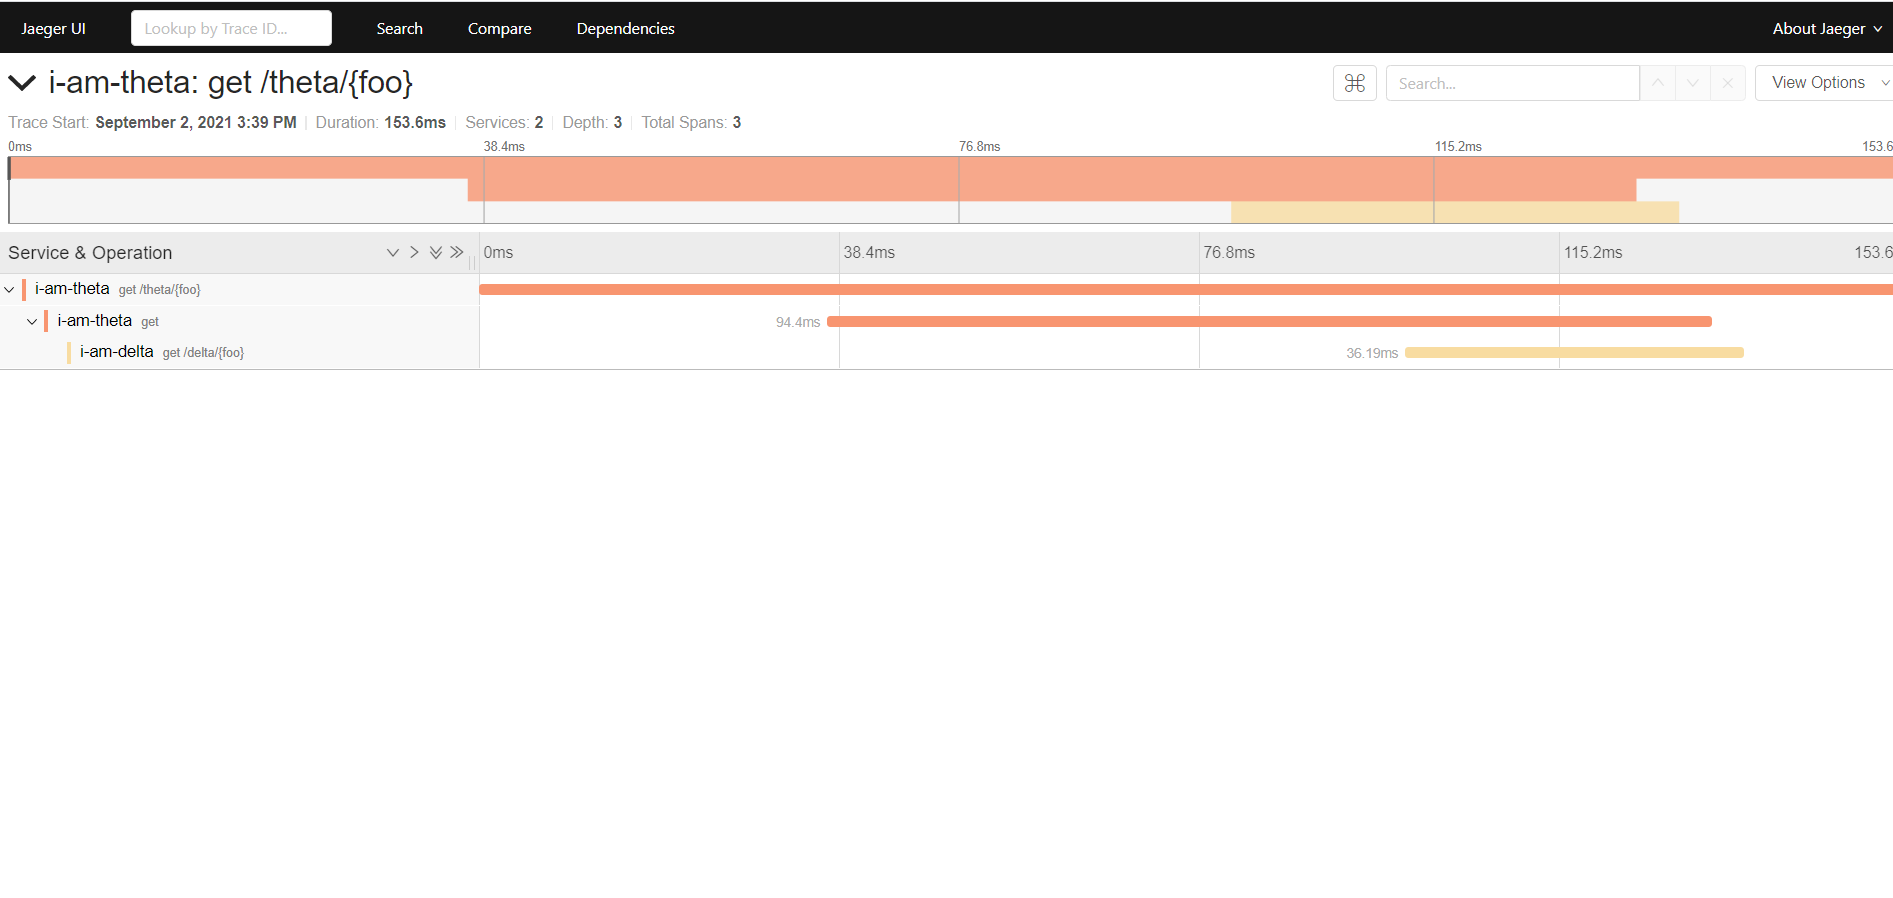 Jaeger UI Lookup by Trace ID... Search Compare Dependencies About Jaeger
i-am-theta: get /theta/{foo} ⌘ Search... View Options
Trace Start: September 2, 2021 3:39 PM Duration: 153.6ms Services: 2 Depth: 3 Total Spans: 3
0ms 38.4ms 76.8ms 115.2ms 153.6
Service & Operation 0ms 38.4ms 76.8ms 115.2ms 153.6
i-am-theta get /theta/{foo}
i-am-theta get 94.4ms
i-am-delta get /delta/{foo} 36.19ms